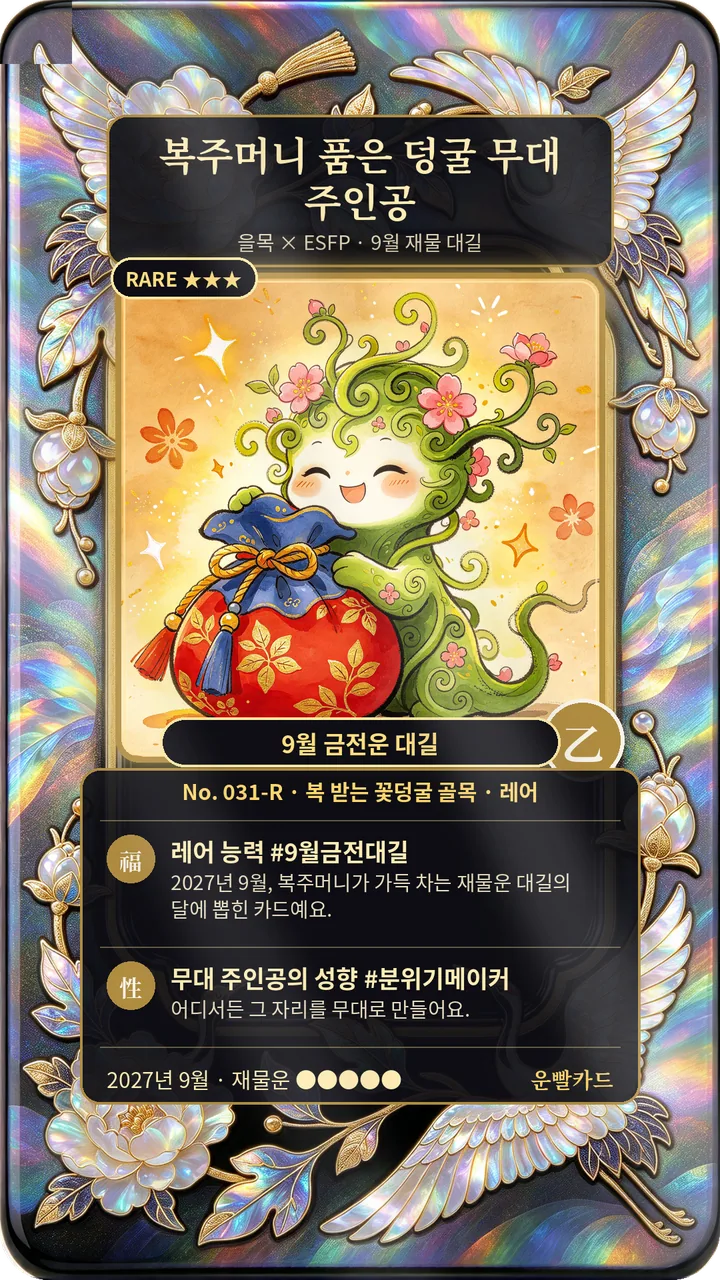 복주머니 품은 덩굴 무대
주인공
을목 × ESFP · 9월 재물 대길
RARE ★★★
9월 금전운 대길
乙
No. 031-R · 복 받는 꽃덩굴 골목 · 레어
福
레어 능력 #9월금전대길
2027년 9월, 복주머니가 가득 차는 재물운 대길의
달에 뽑힌 카드예요.
性
무대 주인공의 성향 #분위기메이커
어디서든 그 자리를 무대로 만들어요.
2027년 9월 · 재물운 ●●●●●
운빨카드